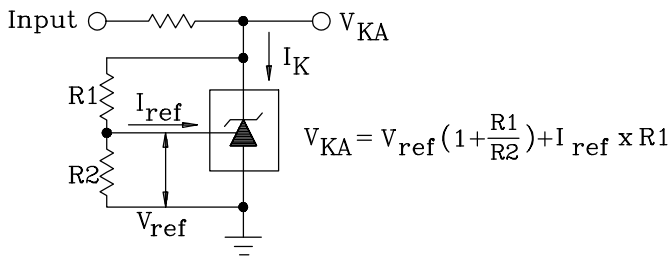 Input
V_KA
I_K
R1
I_ref
V_KA = V_ref(1+R1/R2)+I_ref x R1
R2
V_ref